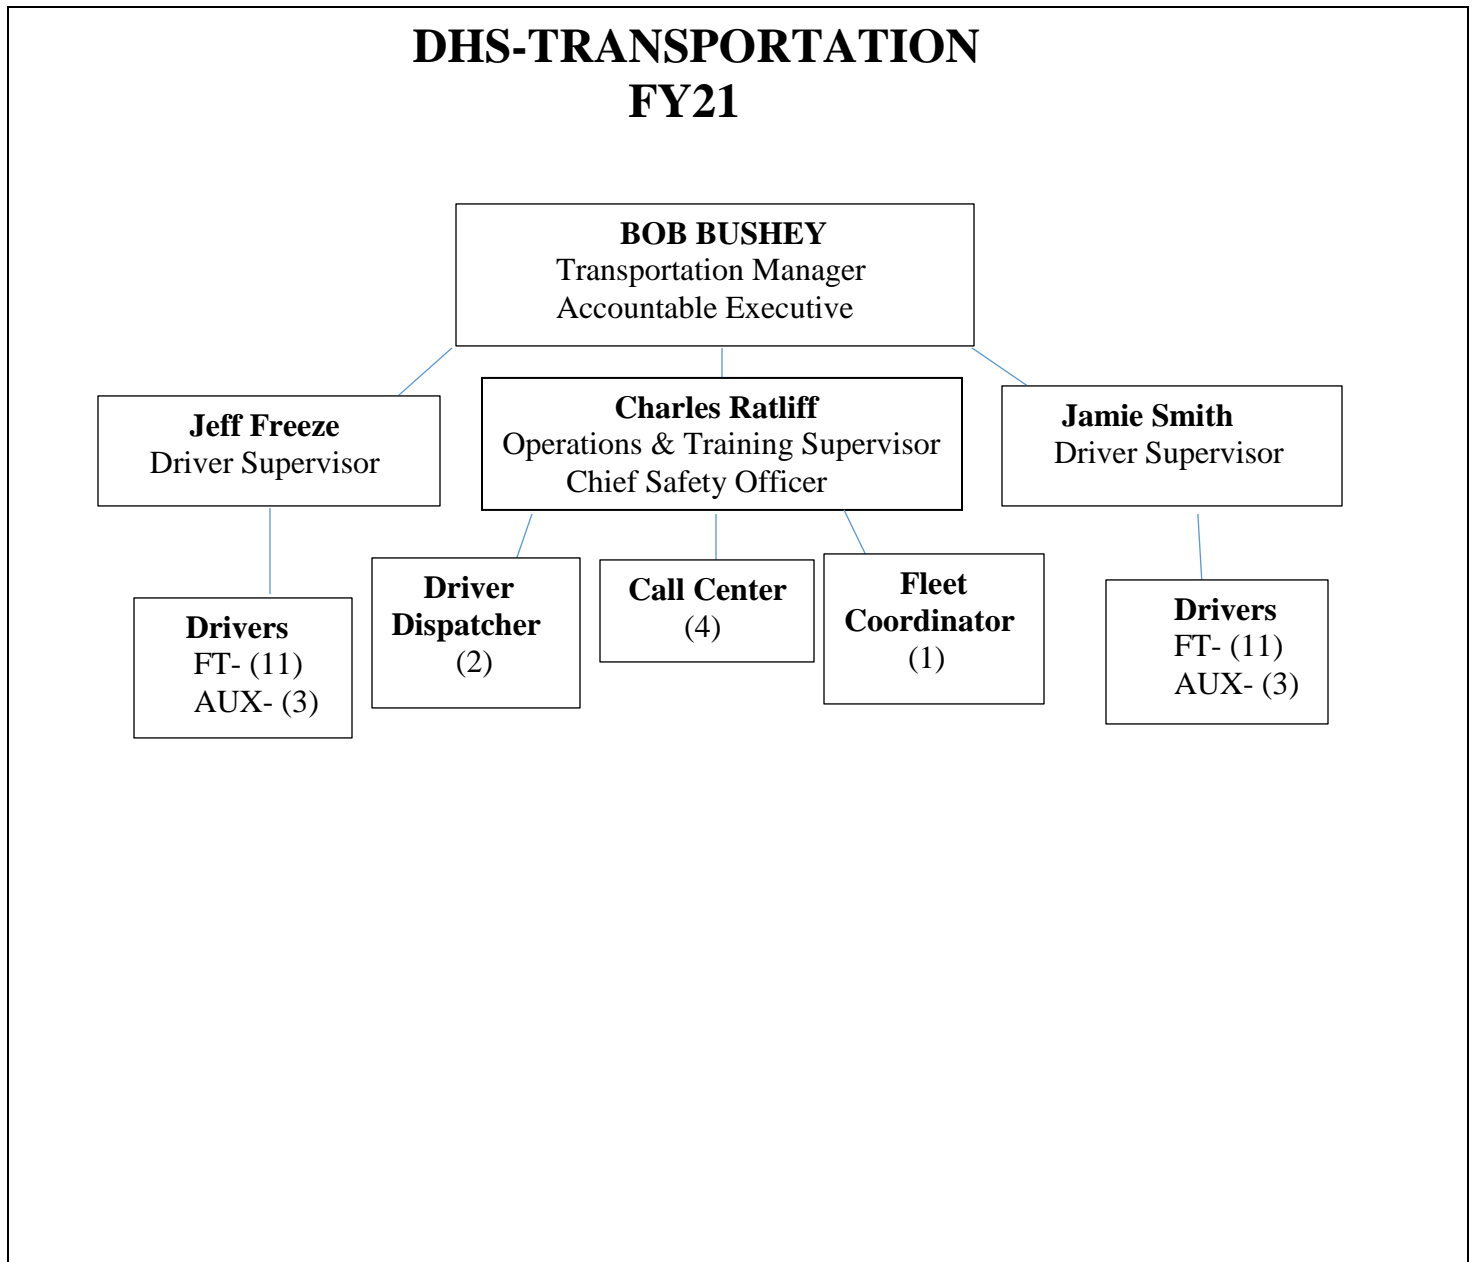 DHS-TRANSPORTATION
FY21
BOB BUSHEY
Transportation Manager
Accountable Executive
Jeff Freeze
Driver Supervisor
Charles Ratliff
Operations & Training Supervisor
Chief Safety Officer
Jamie Smith
Driver Supervisor
Drivers
FT- (11)
AUX- (3)
Driver
Dispatcher
(2)
Call Center
(4)
Fleet
Coordinator
(1)
Drivers
FT- (11)
AUX- (3)